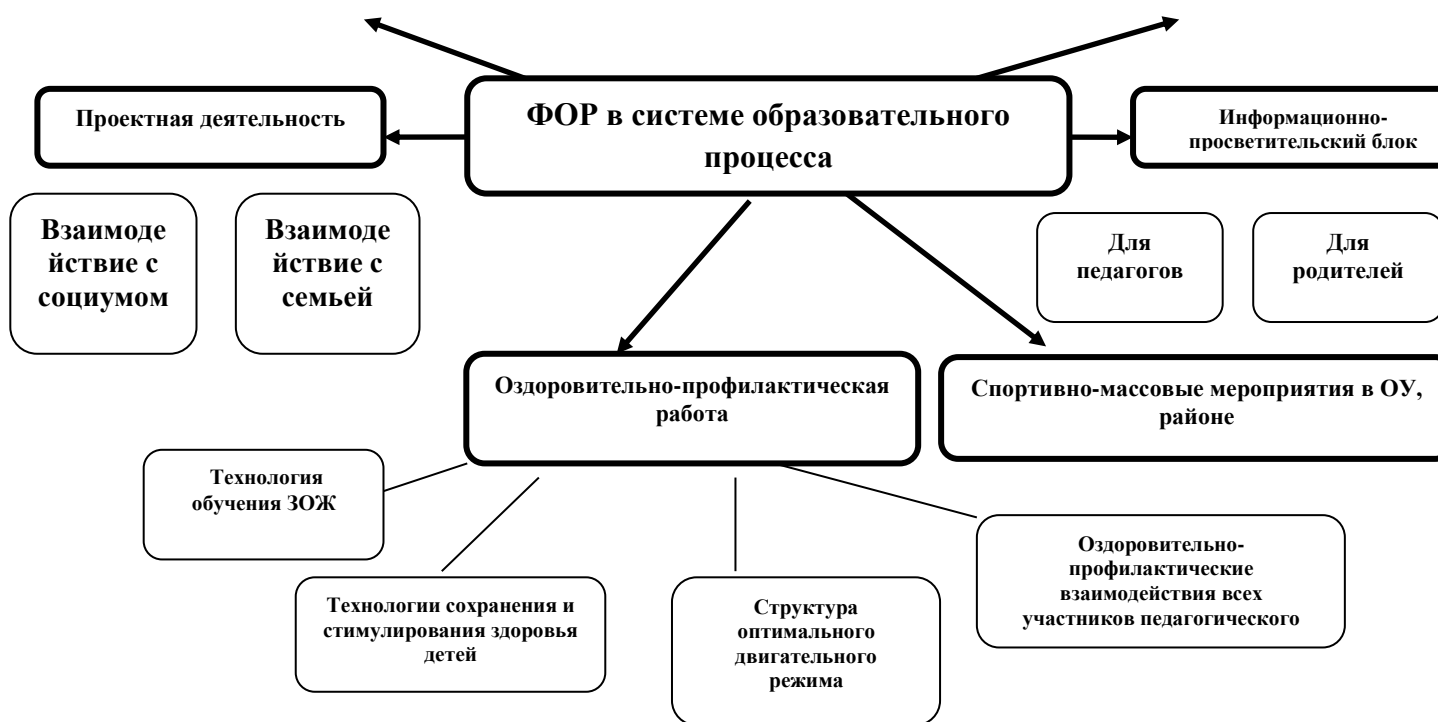 ФОР в системе образовательного
процесса
Проектная деятельность
Информационно-
просветительский блок
Взаимоде
йствие с
социумом
Взаимоде
йствие с
семьей
Для
педагогов
Для
родителей
Оздоровительно-профилактическая
работа
Спортивно-массовые мероприятия в ОУ,
районе
Технология
обучения ЗОЖ
Технологии сохранения и
стимулирования здоровья
детей
Структура
оптимального
двигательного
режима
Оздоровительно-
профилактические
взаимодействия всех
участников педагогического